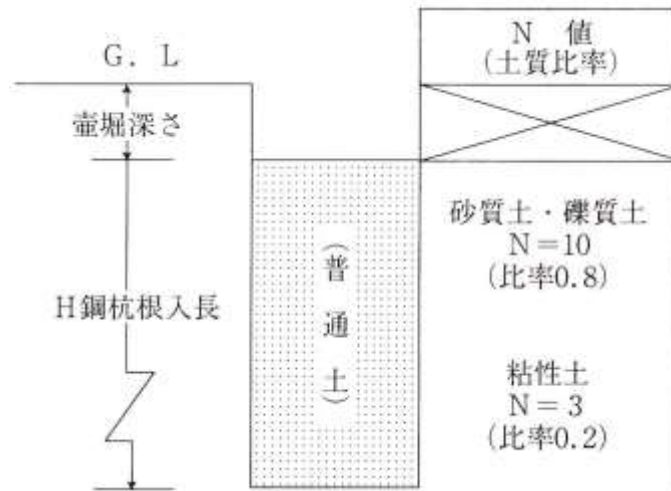 G. L
壺堀深さ
H鋼杭根入長
(普通土)
N 値
(土質比率)
砂質土・礫質土
N=10
(比率0.8)
粘性土
N=3
(比率0.2)